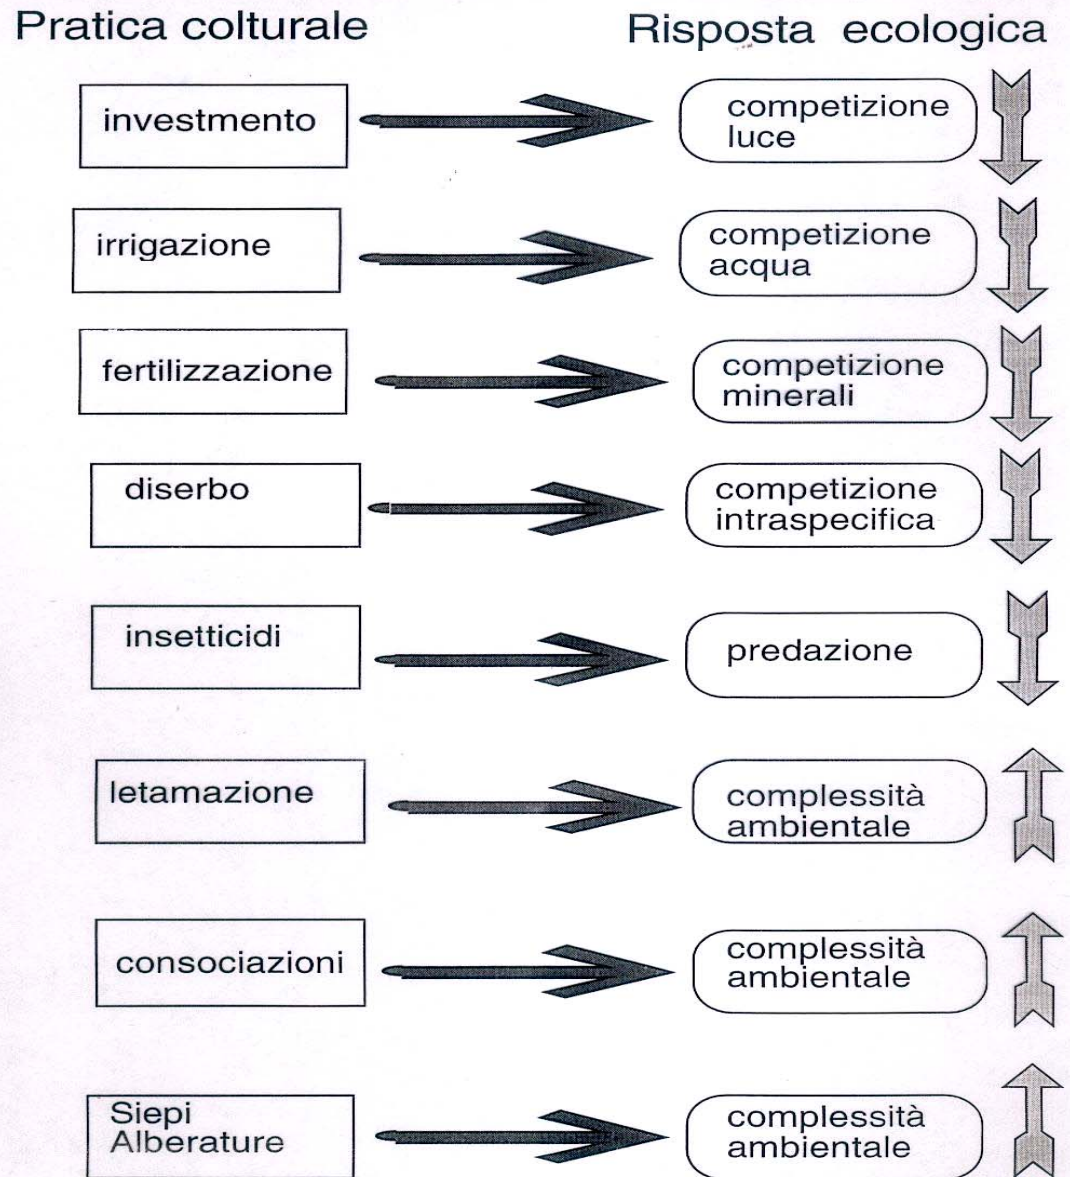 Pratica colturale
Risposta ecologica
investmento
competizione
luce
irrigazione
competizione
acqua
fertilizzazione
competizione
minerali
diserbo
competizione
intraspecifica
insetticidi
predazione
letamazione
complessità
ambientale
consociazioni
complessità
ambientale
Siepi
Alberature
complessità
ambientale